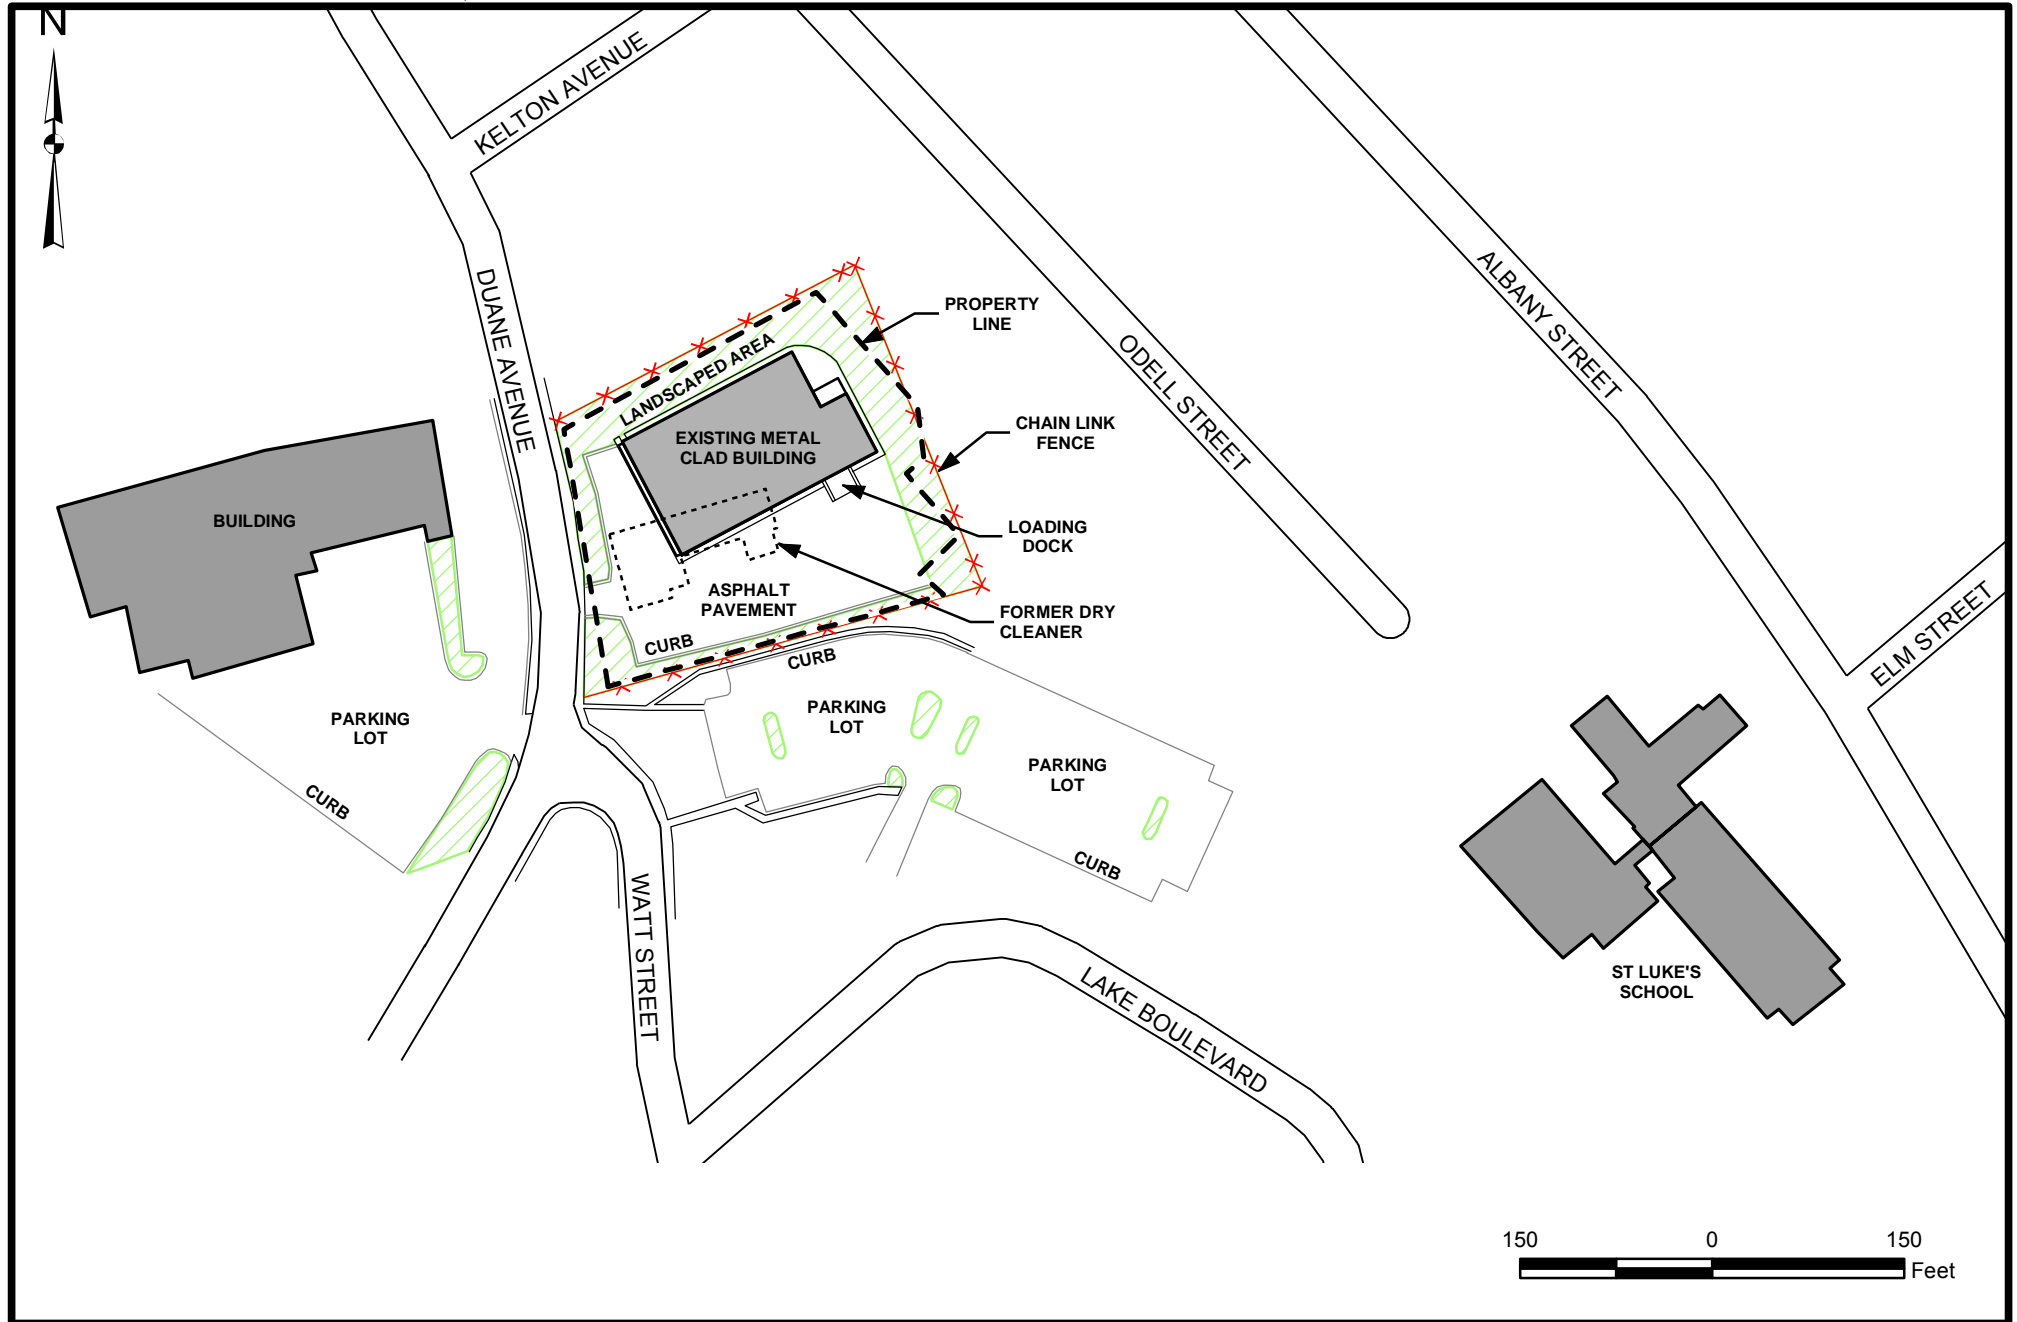 N
KELTON AVENUE
DUANE AVENUE
PROPERTY
LINE
LANDSCAPED AREA
ODELL STREET
ALBANY STREET
CHAIN LINK
FENCE
EXISTING METAL
CLAD BUILDING
BUILDING
LOADING
DOCK
ASPHALT
PAVEMENT
FORMER DRY
CLEANER
CURB
CURB
ELM STREET
PARKING
LOT
PARKING
LOT
PARKING
LOT
CURB
CURB
WATT STREET
LAKE BOULEVARD
ST LUKE'S
SCHOOL
150 0 150
Feet